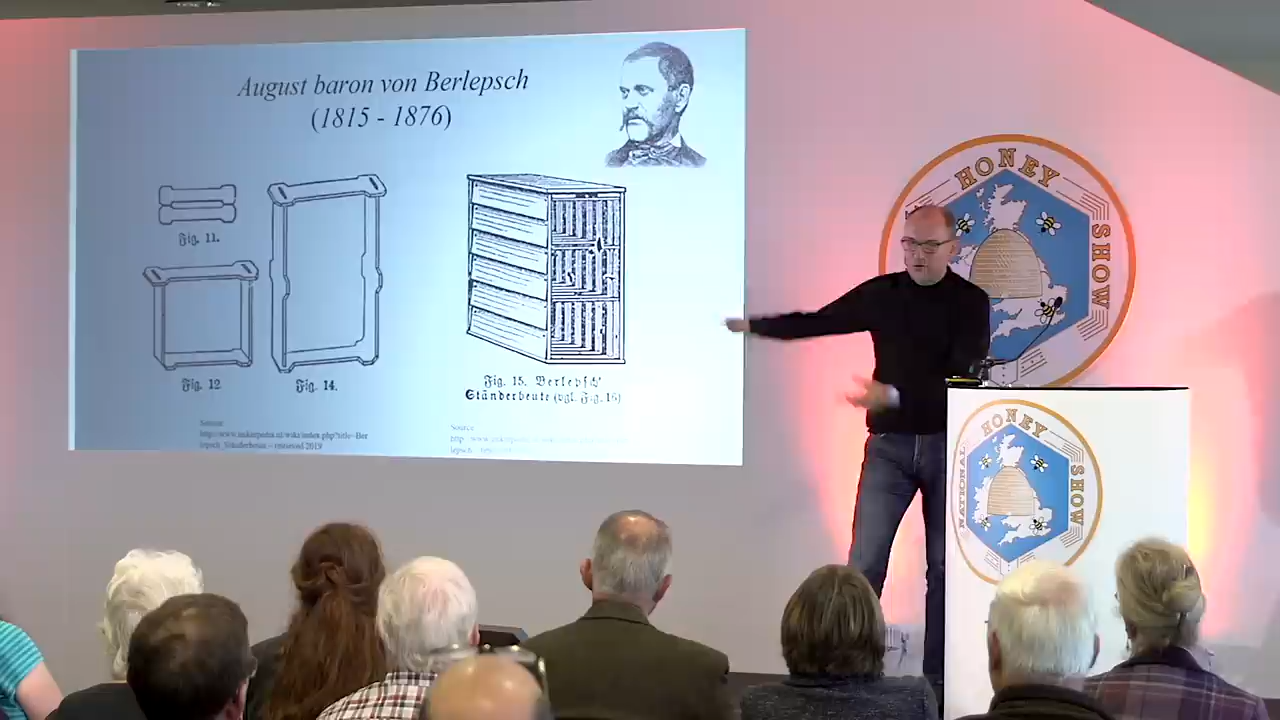 August baron von Berlepsch
(1815 - 1876)
Fig. 11.
Fig. 12
Fig. 14.
Fig. 15. Berlepsch'
Ständerbeute (vgl. Fig. 16)
Source:
Source
HONEY
SHOW
NATIONAL
HONEY
SHOW